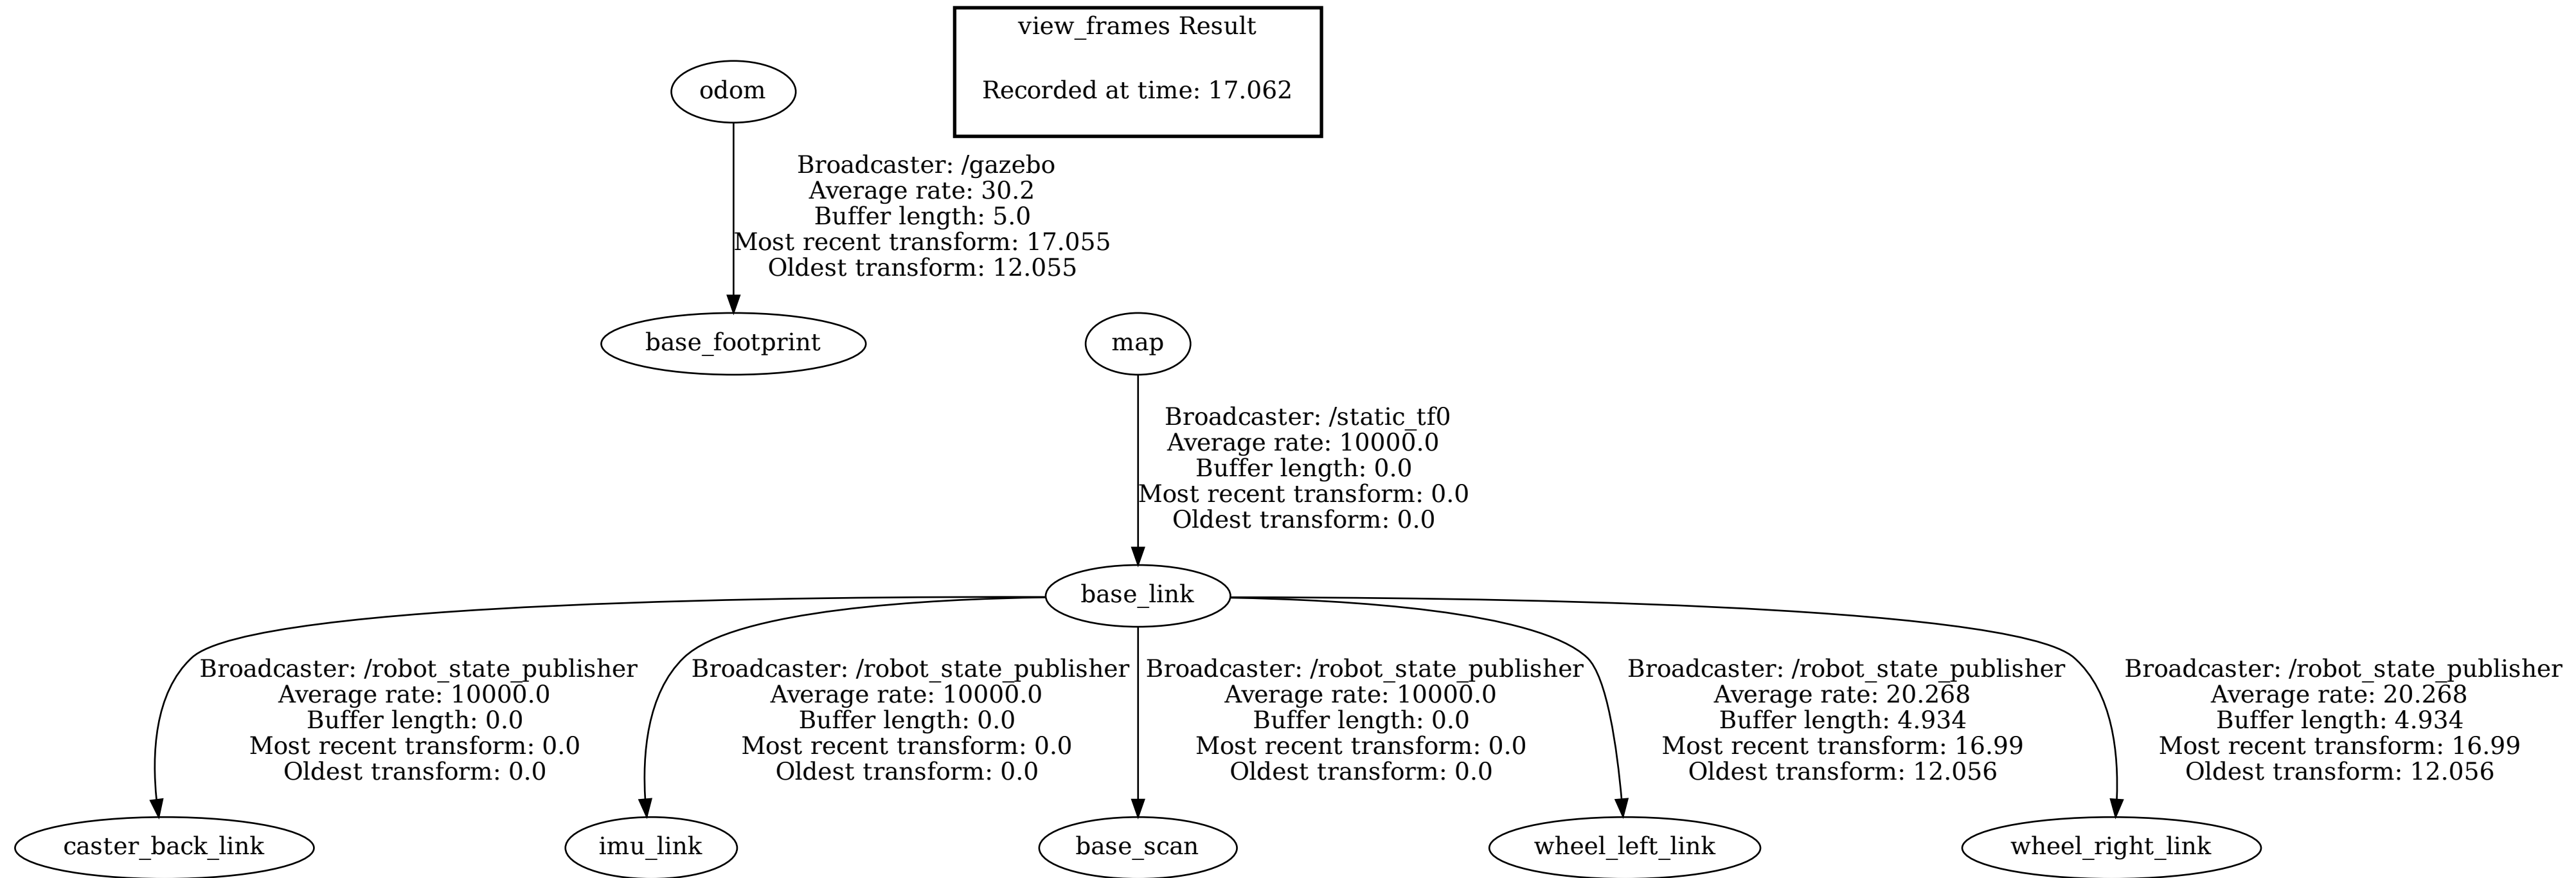 view_frames Result
Recorded at time: 17.062
odom
Broadcaster: /gazebo
Average rate: 30.2
Buffer length: 5.0
Most recent transform: 17.055
Oldest transform: 12.055
base_footprint
map
Broadcaster: /static_tf0
Average rate: 10000.0
Buffer length: 0.0
Most recent transform: 0.0
Oldest transform: 0.0
base_link
Broadcaster: /robot_state_publisher
Average rate: 10000.0
Buffer length: 0.0
Most recent transform: 0.0
Oldest transform: 0.0
Broadcaster: /robot_state_publisher
Average rate: 10000.0
Buffer length: 0.0
Most recent transform: 0.0
Oldest transform: 0.0
Broadcaster: /robot_state_publisher
Average rate: 10000.0
Buffer length: 0.0
Most recent transform: 0.0
Oldest transform: 0.0
Broadcaster: /robot_state_publisher
Average rate: 20.268
Buffer length: 4.934
Most recent transform: 16.99
Oldest transform: 12.056
Broadcaster: /robot_state_publisher
Average rate: 20.268
Buffer length: 4.934
Most recent transform: 16.99
Oldest transform: 12.056
caster_back_link
imu_link
base_scan
wheel_left_link
wheel_right_link